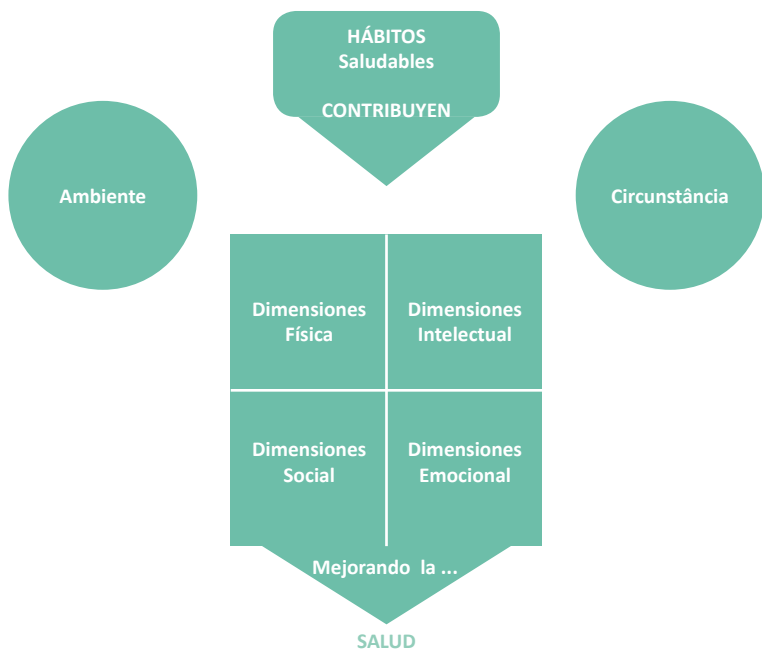 HÁBITOS
Saludables
CONTRIBUYEN
Ambiente
Circunstância
Dimensiones
Física
Dimensiones
Intelectual
Dimensiones
Social
Dimensiones
Emocional
Mejorando la ...
SALUD